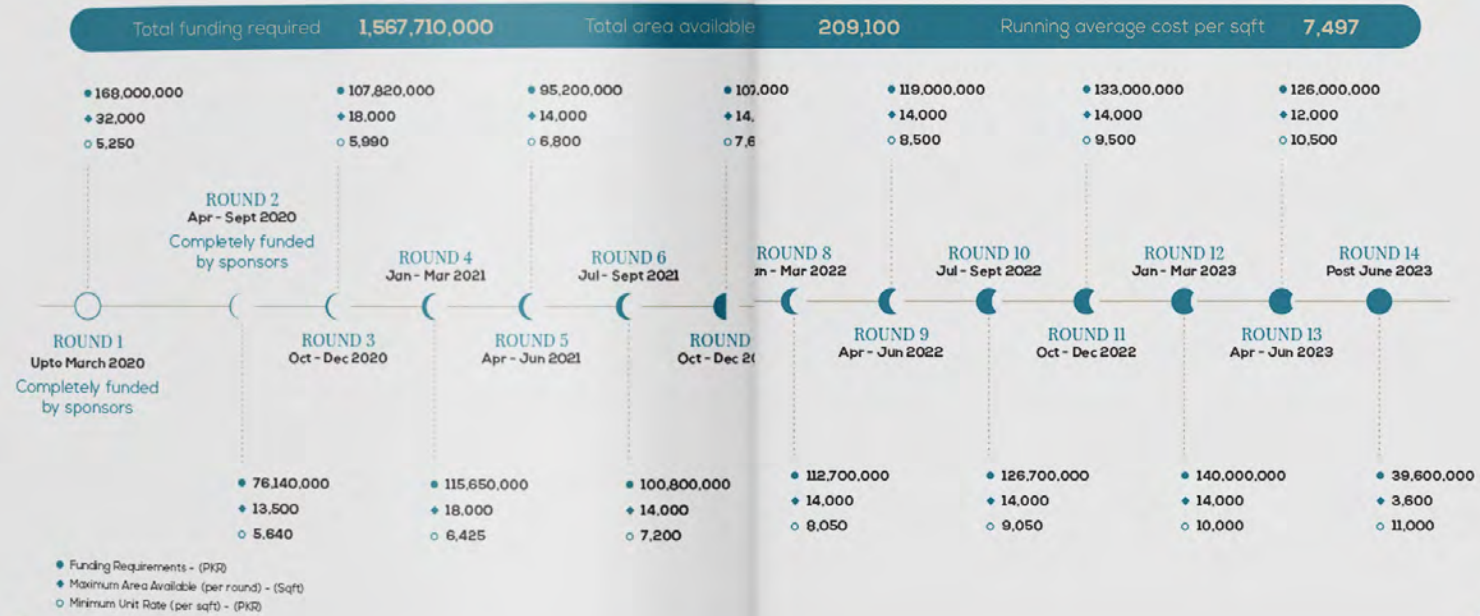 Total funding required 1,567,710,000 Total area available 209,100 Running average cost per sqft 7,497
168,000,000
32,000
5,250
107,820,000
18,000
5,990
95,200,000
14,000
6,800
14,
119,000,000
14,000
8,500
133,000,000
14,000
9,500
126,000,000
12,000
10,500
ROUND 1
Upto March 2020
Completely funded
by sponsors
ROUND 2
Apr - Sept 2020
Completely funded
by sponsors
ROUND 3
Oct - Dec 2020
ROUND 4
Jan - Mar 2021
ROUND 5
Apr - Jun 2021
ROUND 6
Jul - Sept 2021
ROUND
Oct - Dec
ROUND 8
Mar 2022
ROUND 9
Apr - Jun 2022
ROUND 10
Jul - Sept 2022
ROUND 11
Oct - Dec 2022
ROUND 12
Jan - Mar 2023
ROUND 13
Apr - Jun 2023
ROUND 14
Post June 2023
76,140,000
13,500
5,640
115,650,000
18,000
6,425
100,800,000
14,000
7,200
112,700,000
14,000
8,050
126,700,000
14,000
9,050
140,000,000
14,000
10,000
39,600,000
3,600
11,000
Funding Requirements - (PKR)
Maximum Area Available (per round) - (Sqft)
Minimum Unit Rate (per sqft) - (PKR)